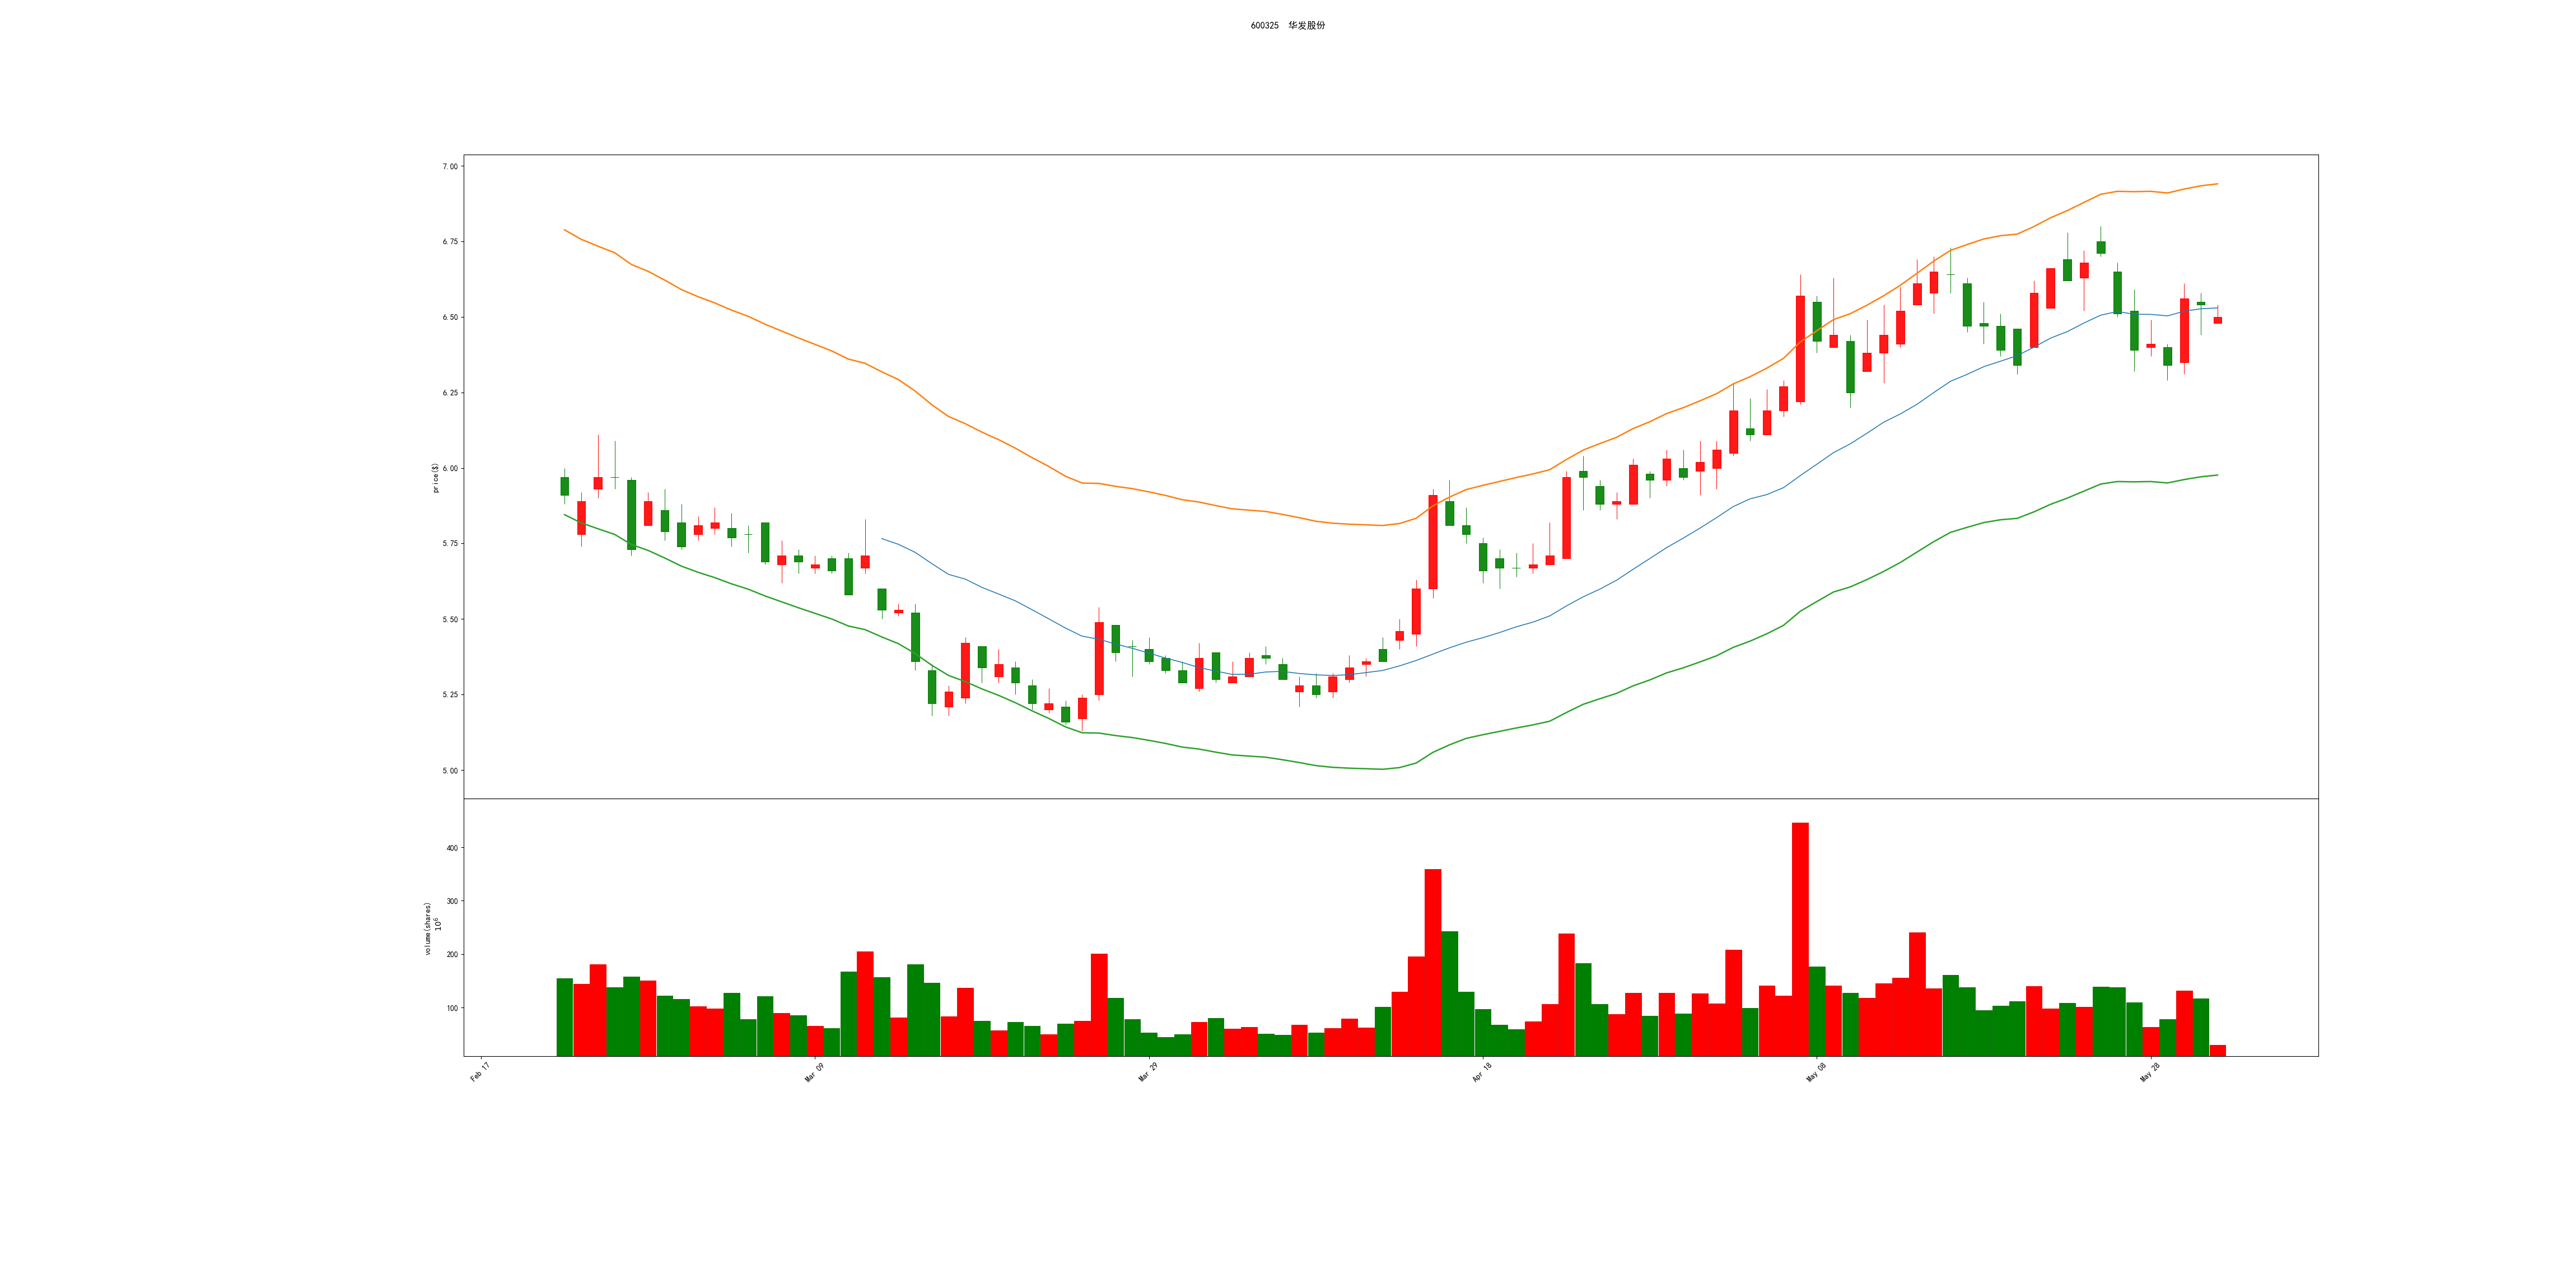 600325 华发股份
7.00
6.75
6.50
6.25
6.00
5.75
5.50
5.25
5.00
price($)
400
300
200
100
volume(shares)
10^6
Feb 17
Mar 09
Mar 29
Apr 18
May 08
May 28